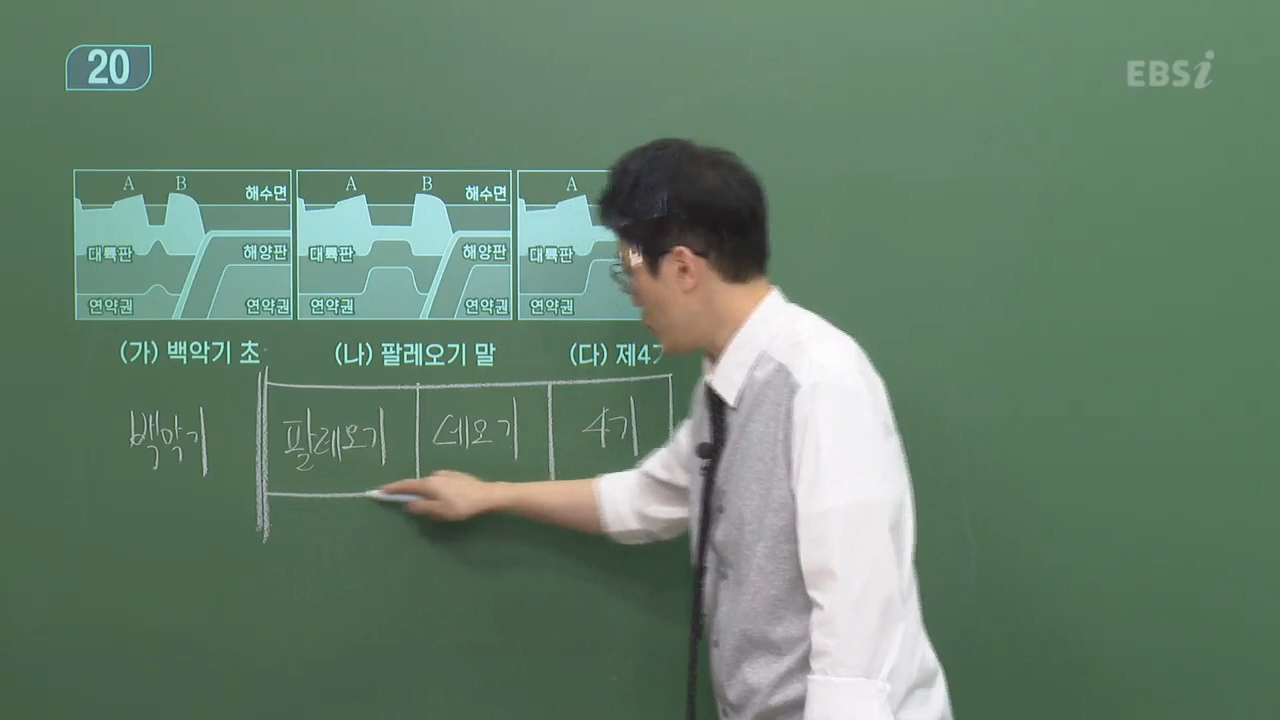 20
EBSi
A B
해수면
대륙판
해양판
연약권
연약권
A B
해수면
대륙판
해양판
연약권
연약권
A
대륙판
연약권
(가) 백악기 초
(나) 팔레오기 말
(다) 제4
백악기
팔레오기
네오기
4기